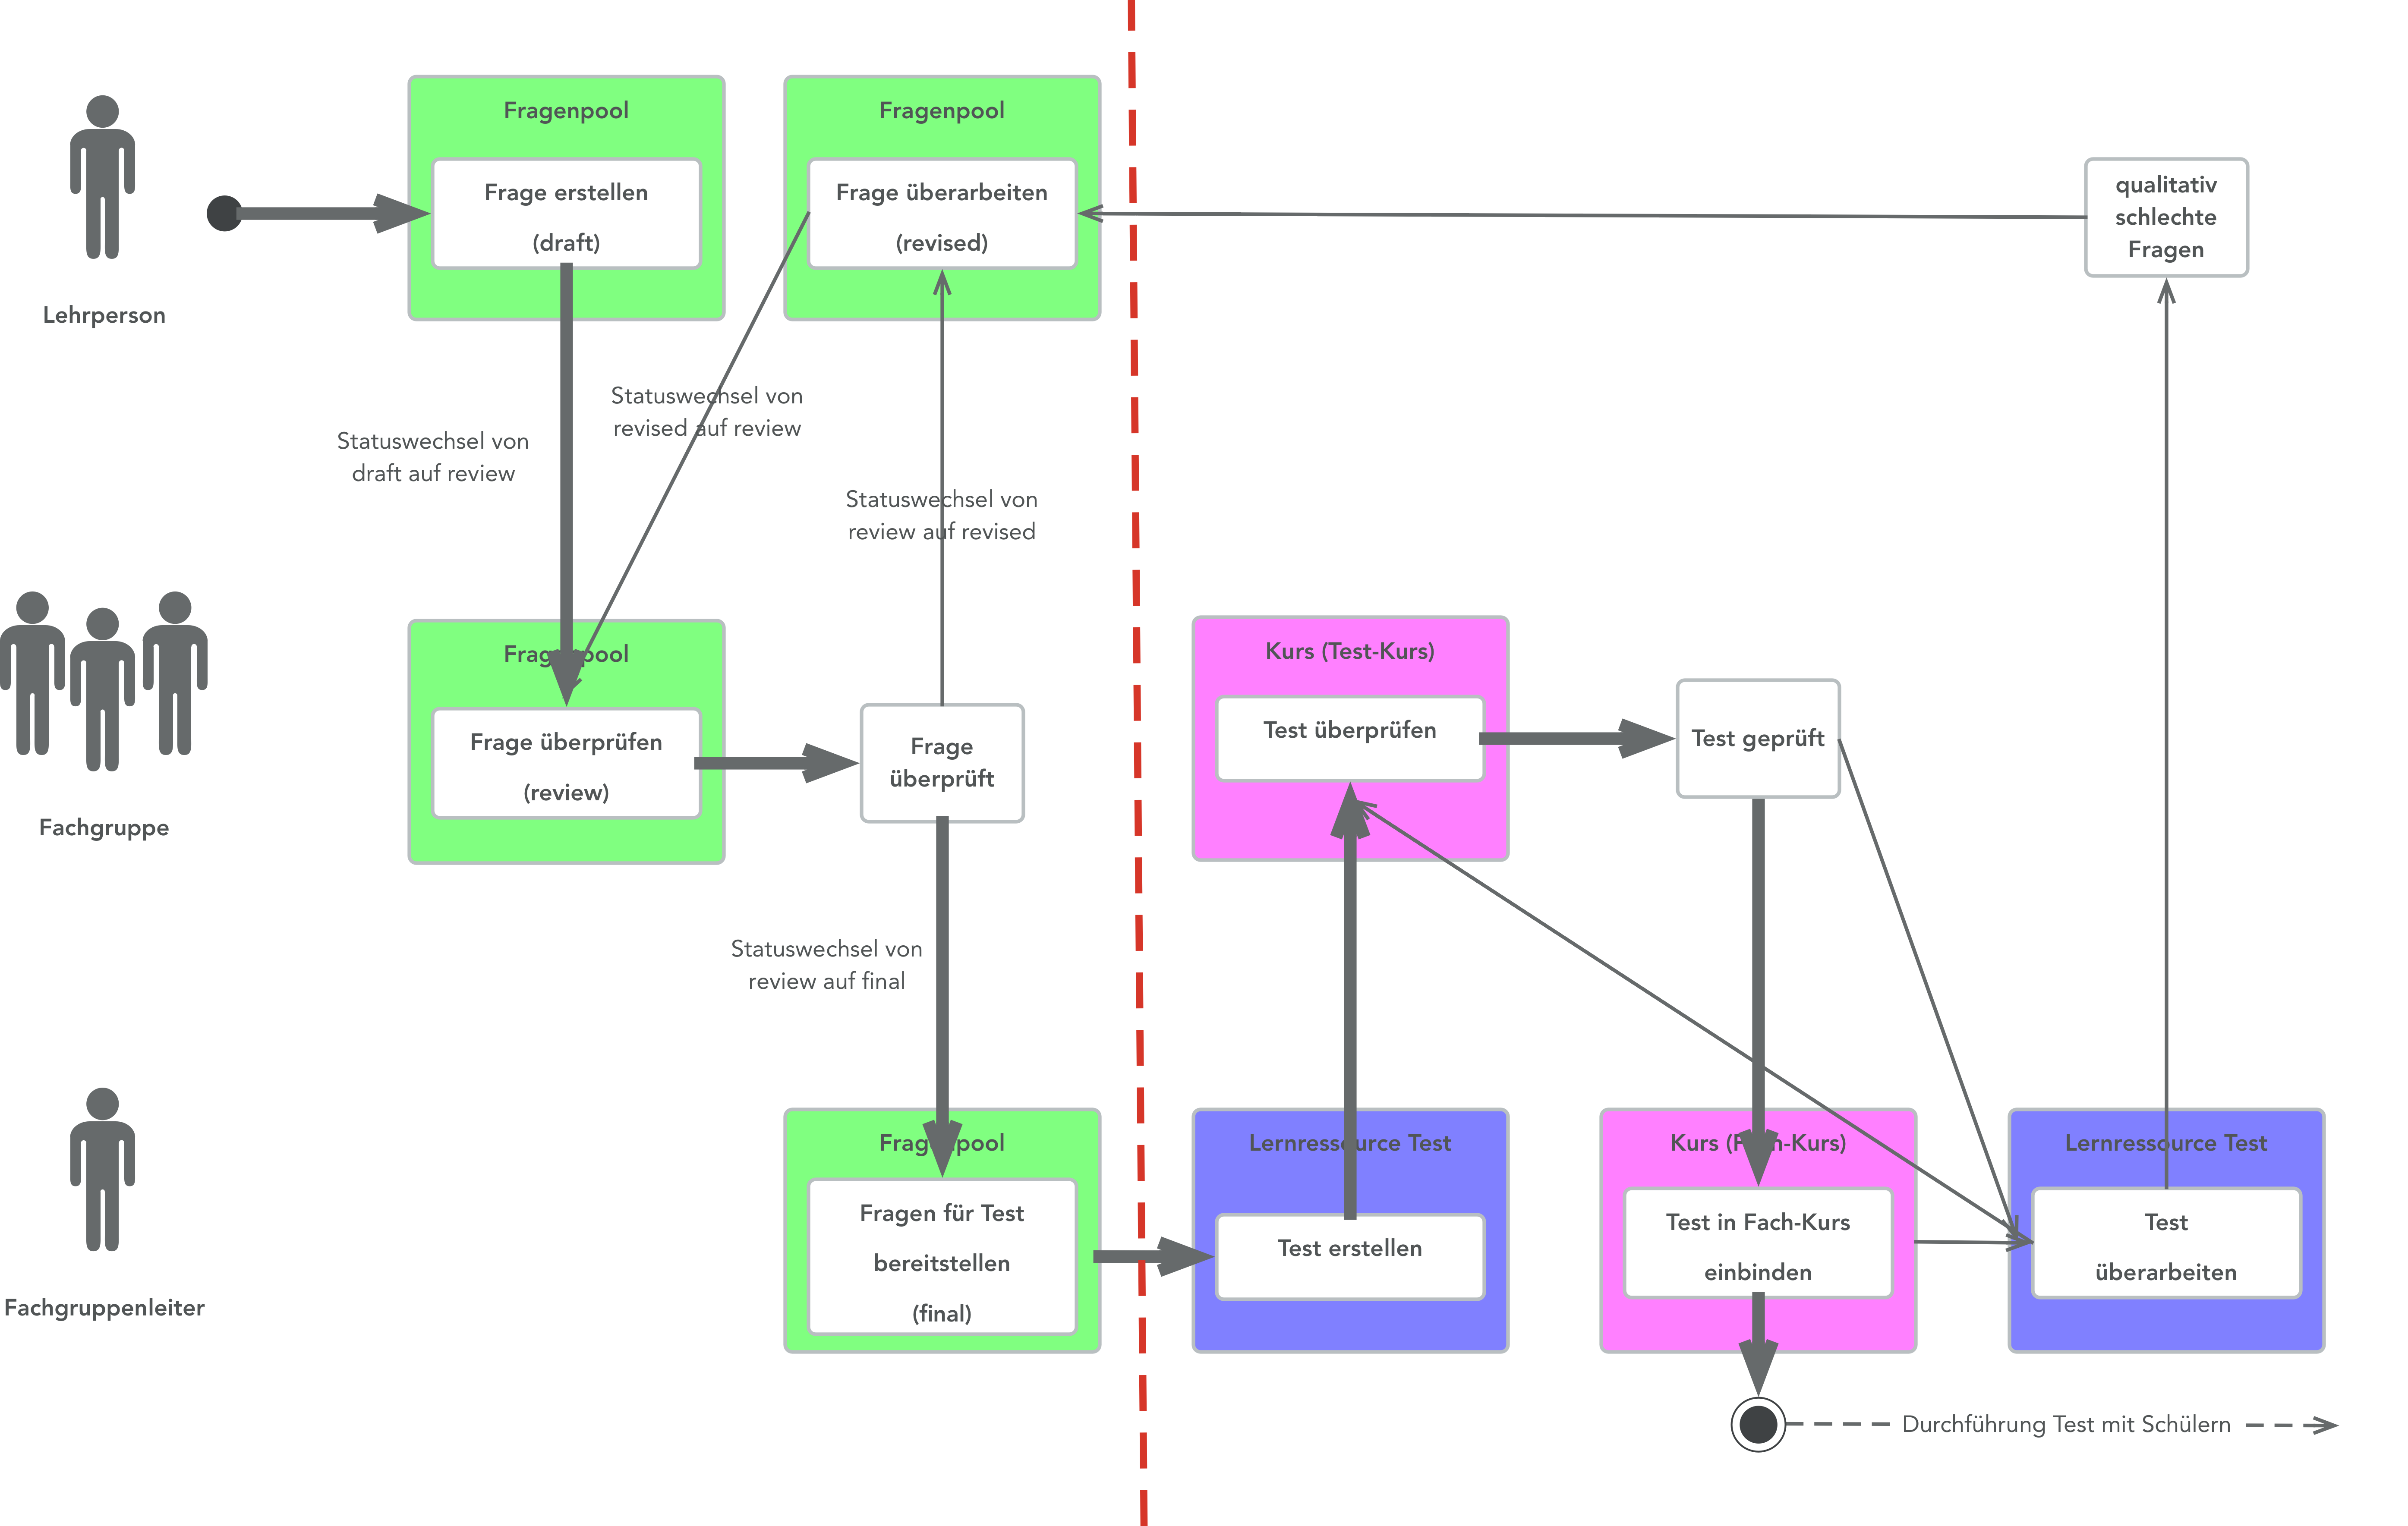 Fragenpool
Frage erstellen
(draft)
Fragenpool
Frage überarbeiten
(revised)
qualitativ
schlechte
Fragen
Lehrperson
Statuswechsel von
draft auf review
Statuswechsel von
revised auf review
Statuswechsel von
review auf revised
Fragenpool
Frage überprüfen
(review)
Frage
überprüft
Kurs (Test-Kurs)
Test überprüfen
Test geprüft
Fachgruppe
Statuswechsel von
review auf final
Fragenpool
Fragen für Test
bereitstellen
(final)
Lernressource Test
Test erstellen
Kurs (Fach-Kurs)
Test in Fach-Kurs
einbinden
Lernressource Test
Test
überarbeiten
Fachgruppenleiter
Durchführung Test mit Schülern